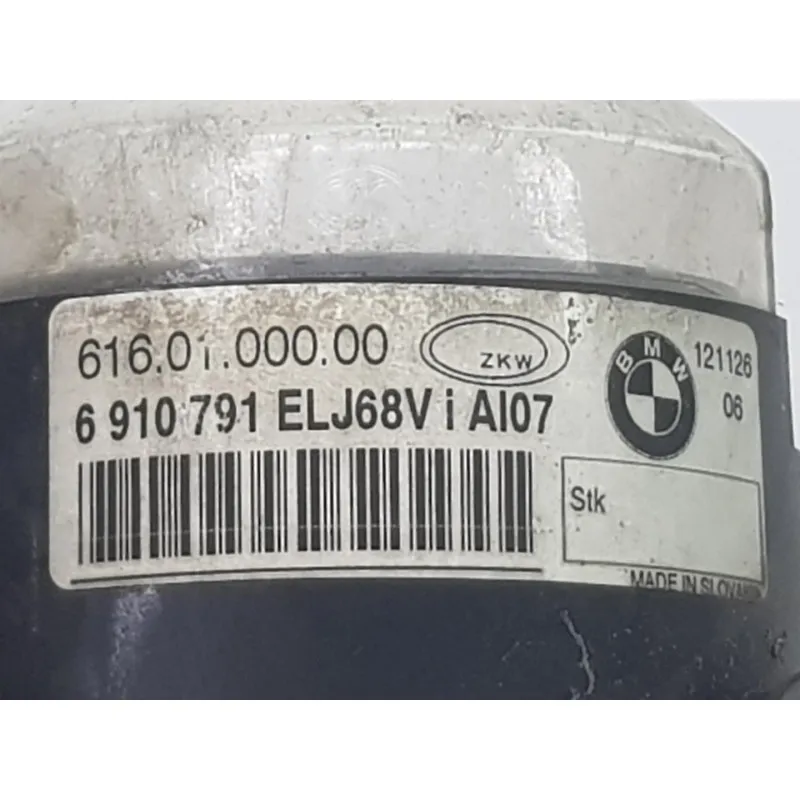 616.01.000.00 ZKW
6 910 791 ELJ68V i AI07
BMW
121126
06
Stk
MADE IN SLOVAKIA